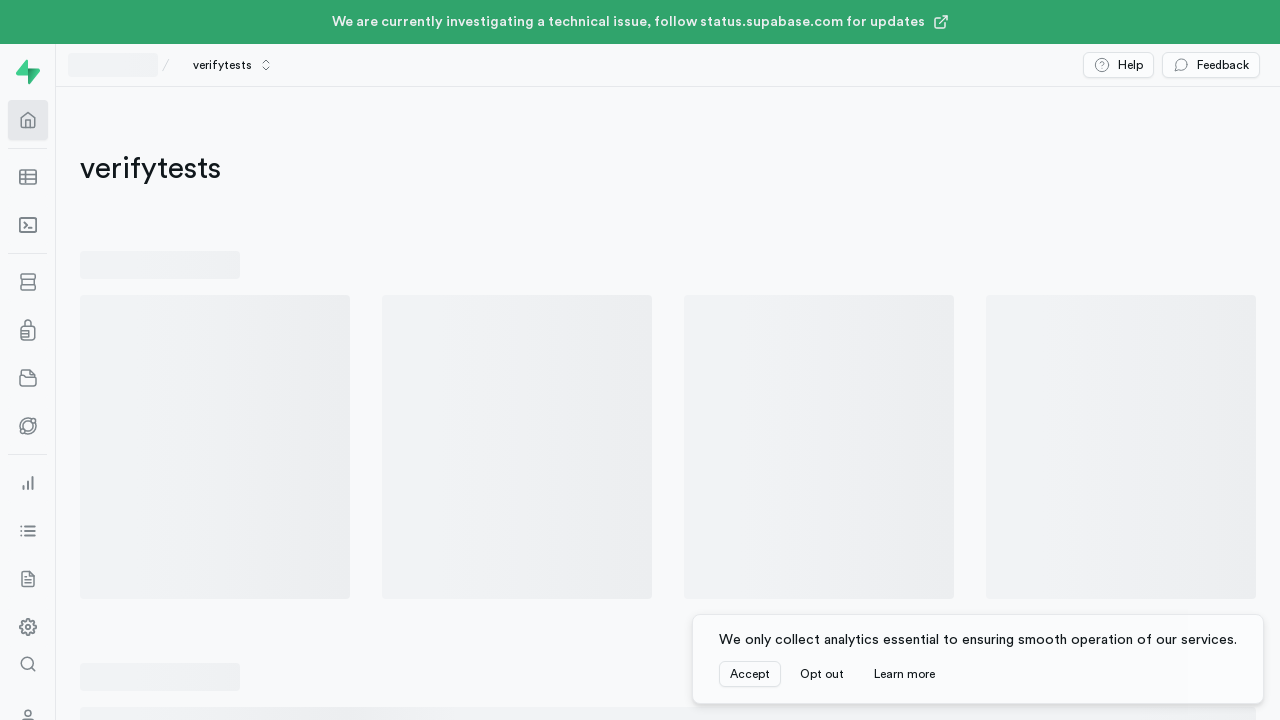 We are currently investigating a technical issue, follow status.supabase.com for updates
/ verifytests
Help
Feedback
verifytests
We only collect analytics essential to ensuring smooth operation of our services.
Accept
Opt out
Learn more